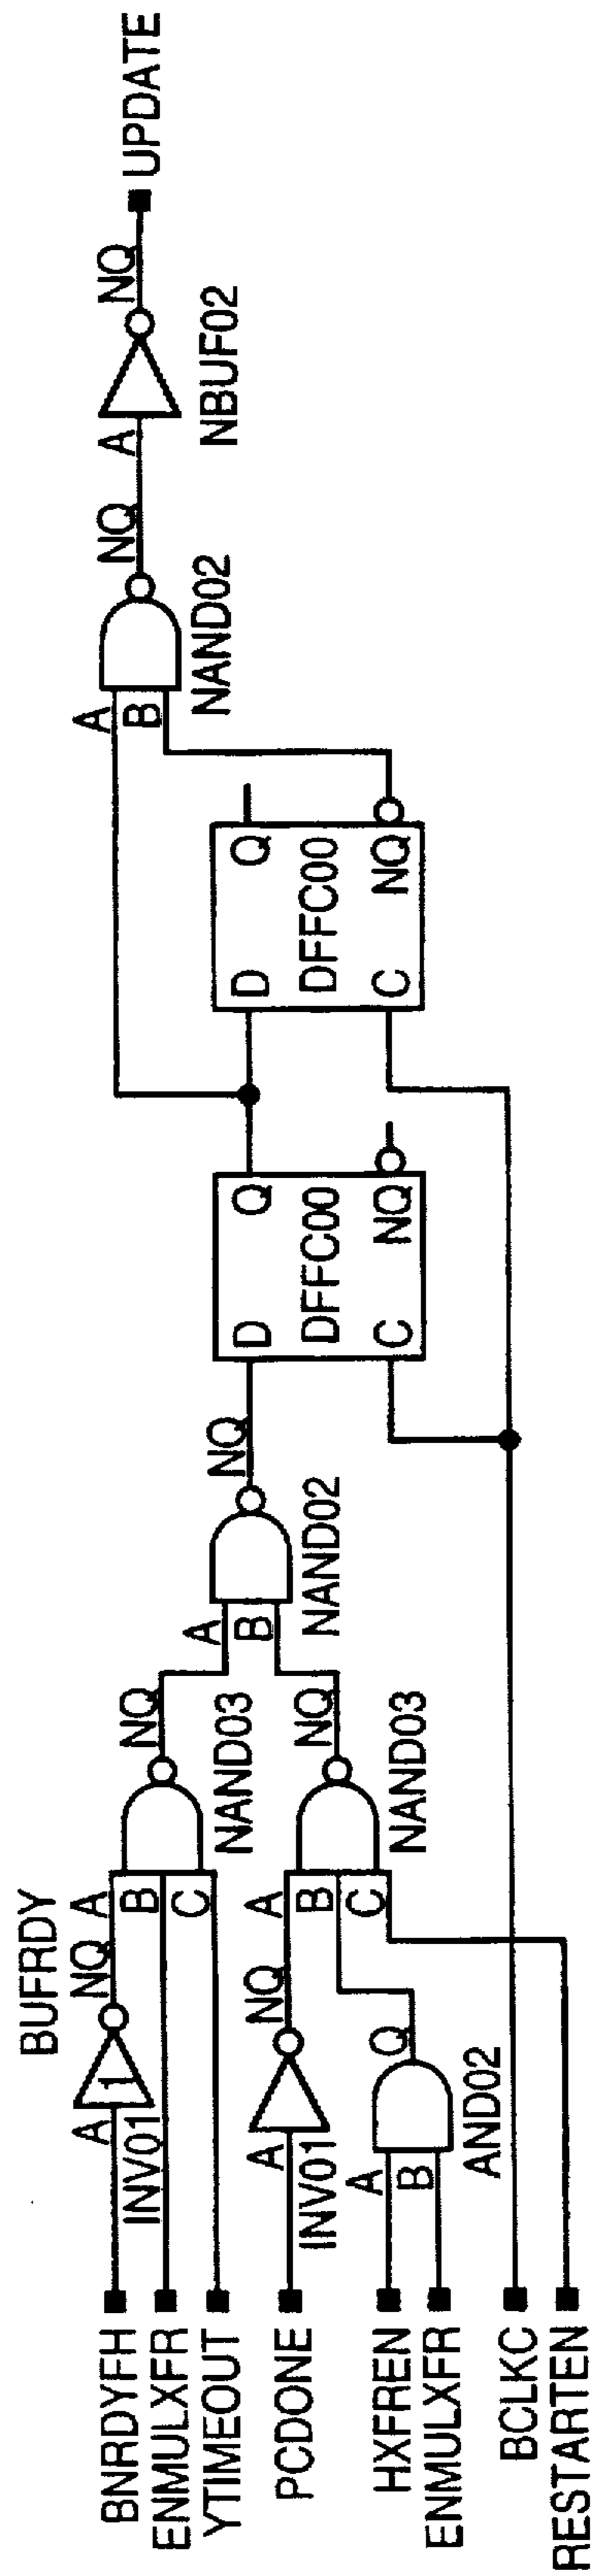 BNRDYFH
ENMULXFR
YTIMEOUT
PCDONE
HXFREN
ENMULXFR
BCLKC
RESTARTEN
A
INV01
1
NQ
BUFRDY
A
B
C
NAND03
NQ
A
INV01
NQ
A
B
AND02
Q
A
B
C
NAND03
NQ
A
B
NAND02
NQ
D
Q
DFFC00
C
NQ
D
Q
DFFC00
C
NQ
A
B
NAND02
NQ
A
NBUF02
NQ
UPDATE